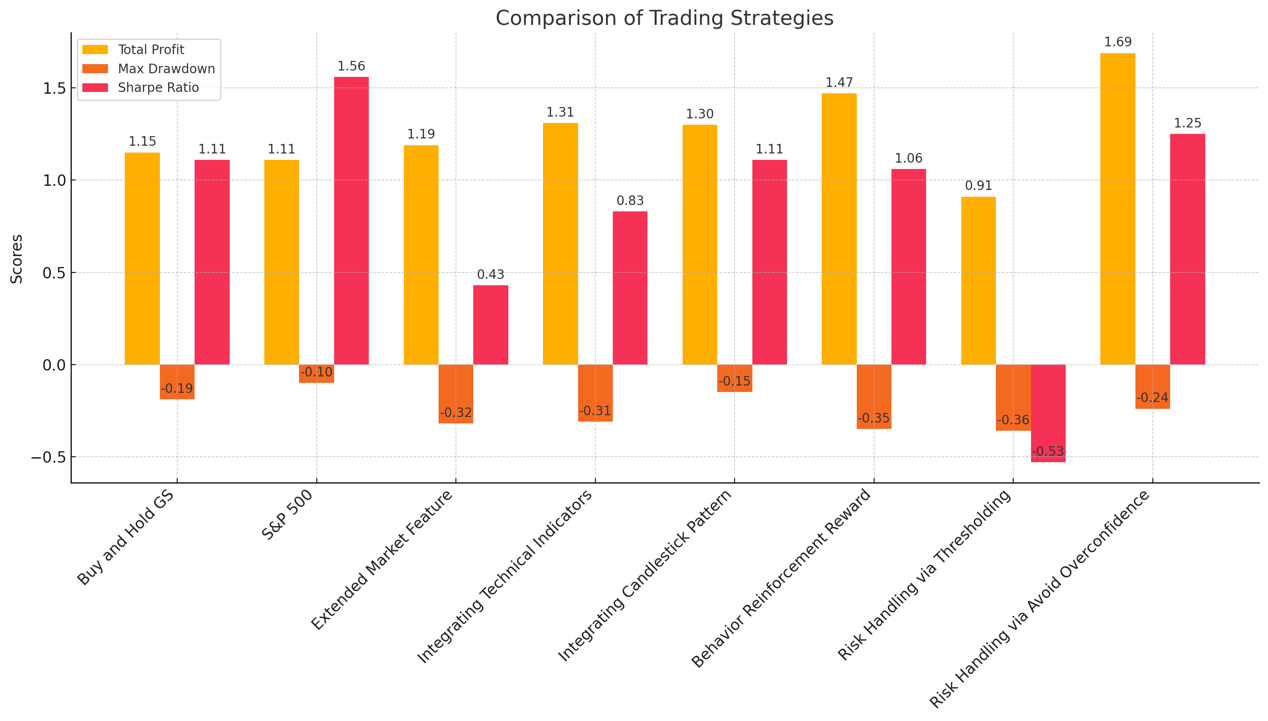 Comparison of Trading Strategies
Total Profit
Max Drawdown
Sharpe Ratio
Scores
1.5
1.0
0.5
0.0
−0.5
1.15
-0.19
1.11
1.11
-0.10
1.56
1.19
-0.32
0.43
1.31
-0.31
0.83
1.30
-0.15
1.11
1.47
-0.35
1.06
0.91
-0.36
-0.53
1.69
-0.24
1.25
Buy and Hold GS
S&P 500
Extended Market Feature
Integrating Technical Indicators
Integrating Candlestick Pattern
Behavior Reinforcement Reward
Risk Handling via Thresholding
Risk Handling via Avoid Overconfidence